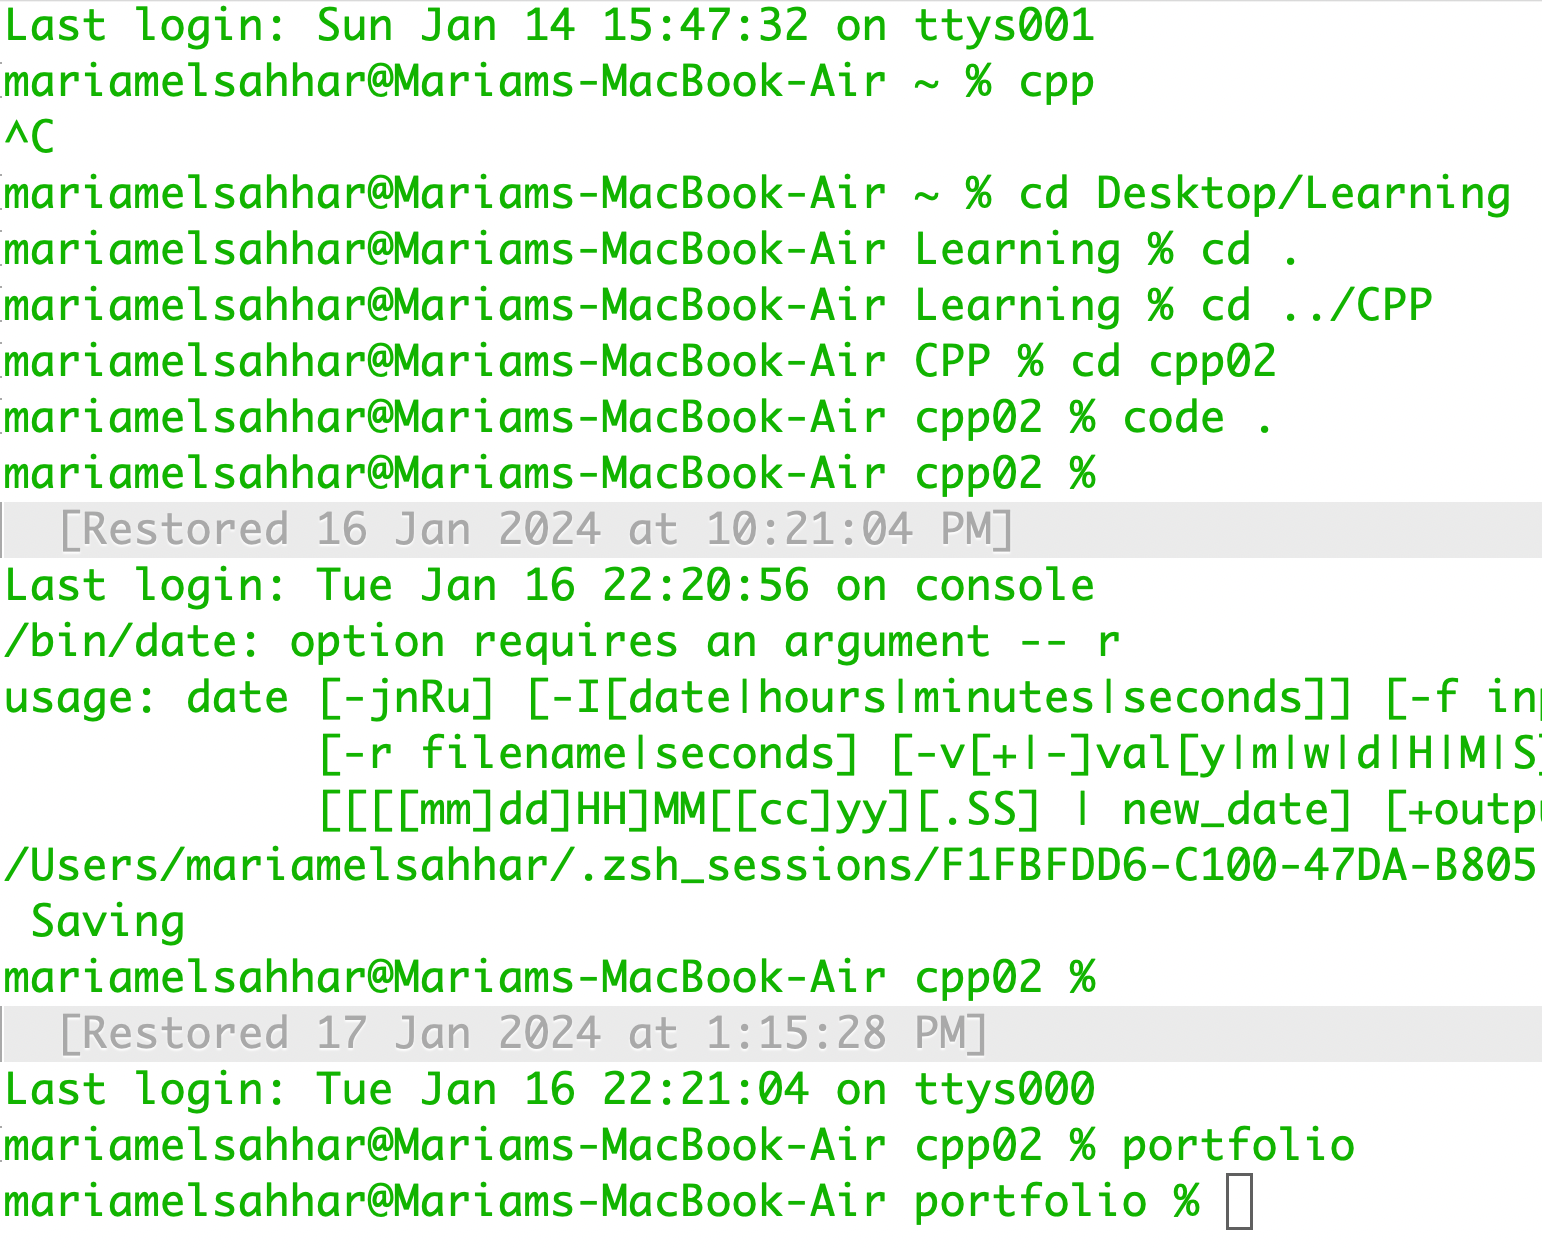 Last login: Sun Jan 14 15:47:32 on ttys001
mariamelsahhar@Mariams-MacBook-Air ~ % cpp
^C
mariamelsahhar@Mariams-MacBook-Air ~ % cd Desktop/Learning
mariamelsahhar@Mariams-MacBook-Air Learning % cd .
mariamelsahhar@Mariams-MacBook-Air Learning % cd ../CPP
mariamelsahhar@Mariams-MacBook-Air CPP % cd cpp02
mariamelsahhar@Mariams-MacBook-Air cpp02 % code .
mariamelsahhar@Mariams-MacBook-Air cpp02 %
[Restored 16 Jan 2024 at 10:21:04 PM]
Last login: Tue Jan 16 22:20:56 on console
/bin/date: option requires an argument -- r
usage: date [-jnRu] [-I[date|hours|minutes|seconds]] [-f
[-r filename|seconds] [-v[+|-]val[y|m|w|d|H|M|S]
[[[[mm]dd]HH]MM[[cc]yy][.SS] | new_date]
/Users/mariamelsahhar/.zsh_sessions/F1FBFDD6-C100-47DA-B805
Saving
mariamelsahhar@Mariams-MacBook-Air cpp02 %
[Restored 17 Jan 2024 at 1:15:28 PM]
Last login: Tue Jan 16 22:21:04 on ttys000
mariamelsahhar@Mariams-MacBook-Air cpp02 % portfolio
mariamelsahhar@Mariams-MacBook-Air portfolio %